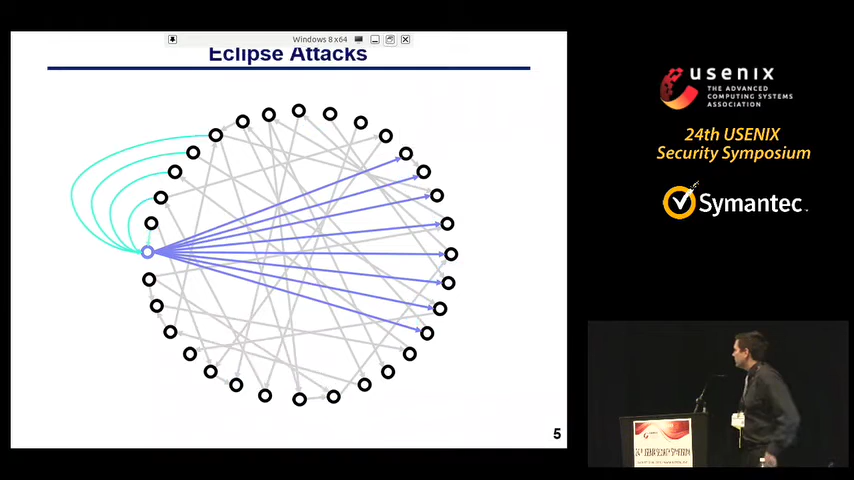 Windows 8.x64
Eclipse Attacks
5
usenix
THE ADVANCED
COMPUTING SYSTEMS
ASSOCIATION
24th USENIX
Security Symposium
Symantec.